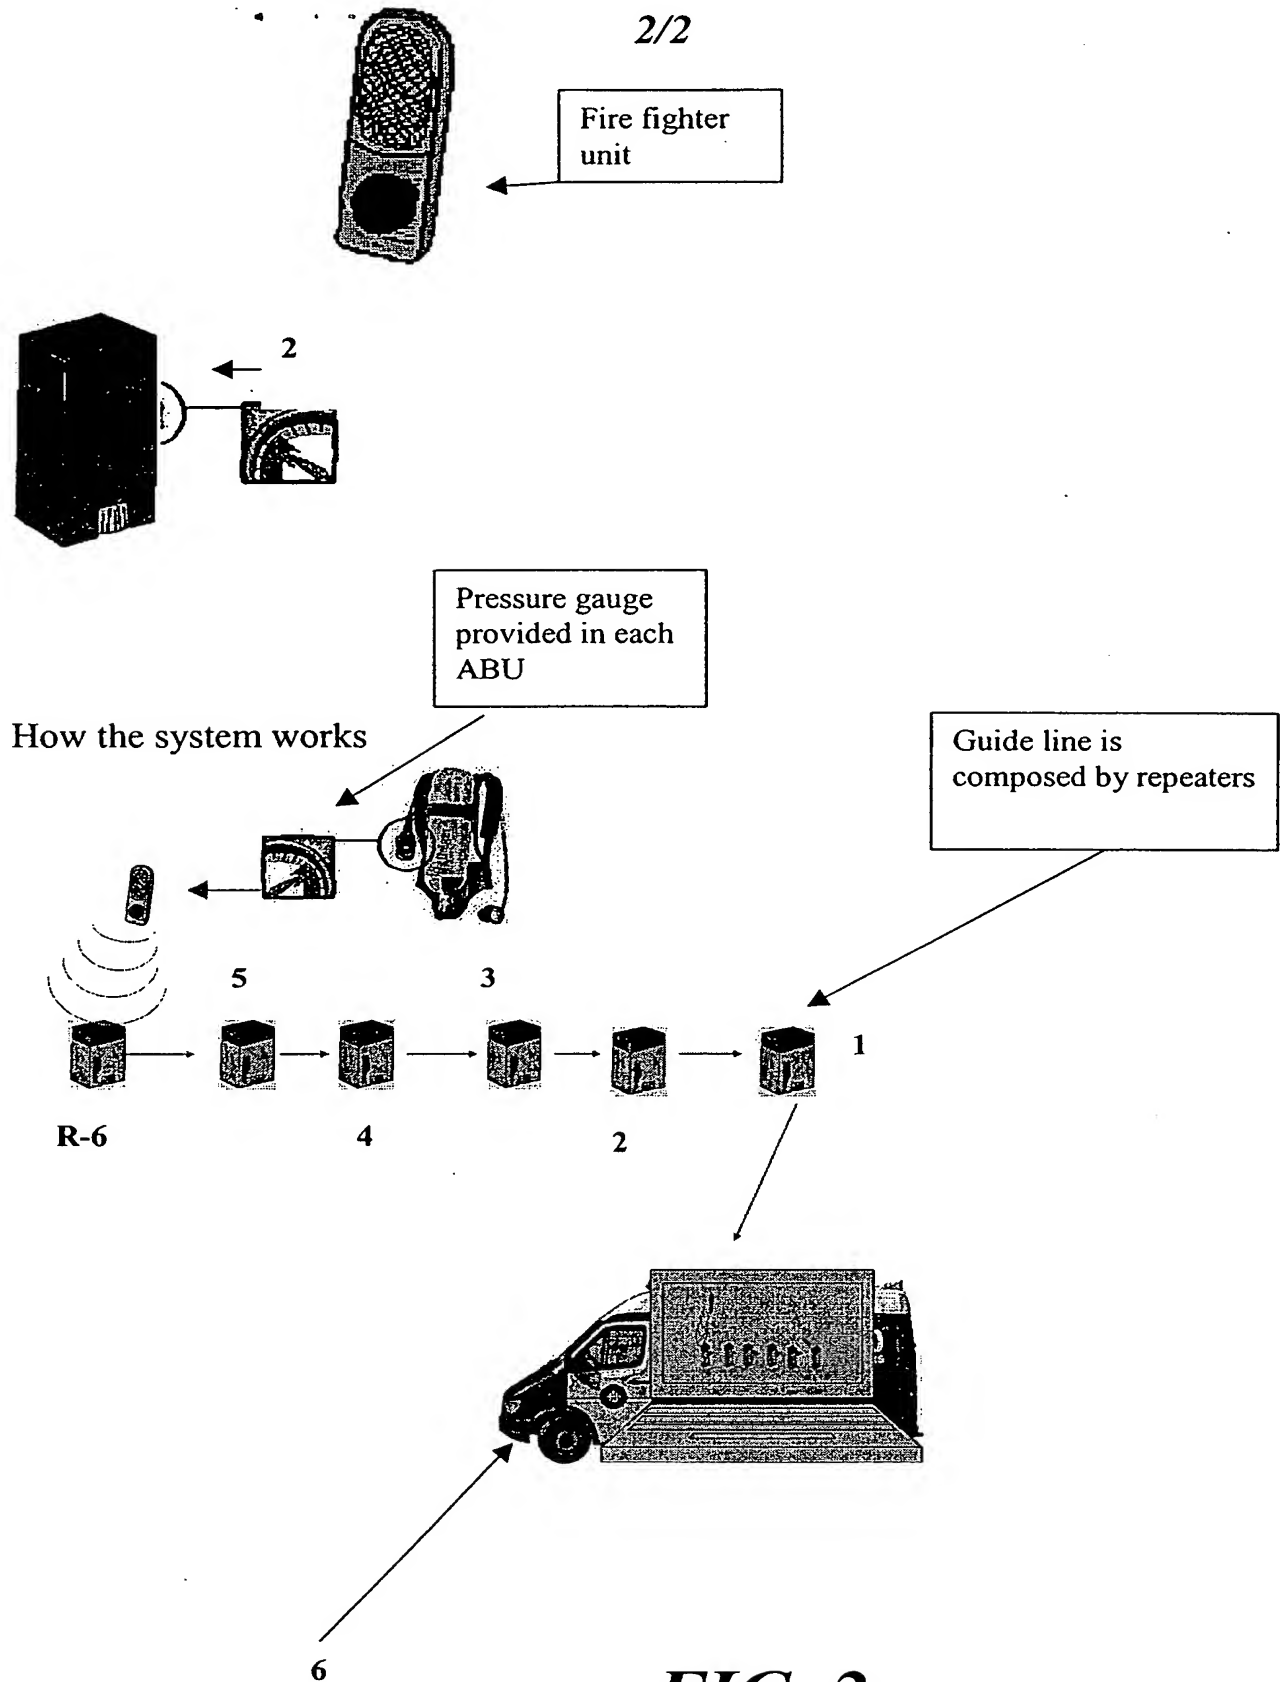 2/2
Fire fighter
unit
2
Pressure gauge
provided in each
ABU
How the system works
Guide line is
composed by repeaters
5
3
1
R-6
4
2
6